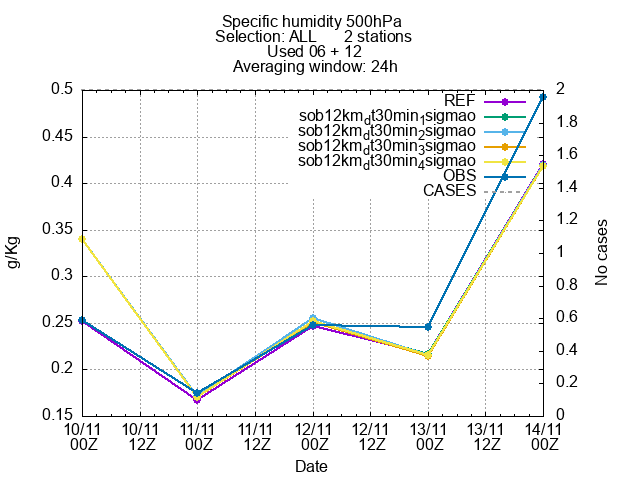 Specific humidity 500hPa
Selection: ALL 2 stations
Used 06 + 12
Averaging window: 24h
REF
sob12km_dt30min_1sigmao
sob12km_dt30min_2sigmao
sob12km_dt30min_3sigmao
sob12km_dt30min_4sigmao
OBS
CASES
g/Kg
0.5
0.45
0.4
0.35
0.3
0.25
0.2
0.15
No cases
2
1.8
1.6
1.4
1.2
1
0.8
0.6
0.4
0.2
0
10/11 10/11 11/11 11/11 12/11 12/11 13/11 13/11 14/11
00Z 12Z 00Z 12Z 00Z 12Z 00Z 12Z 00Z
Date